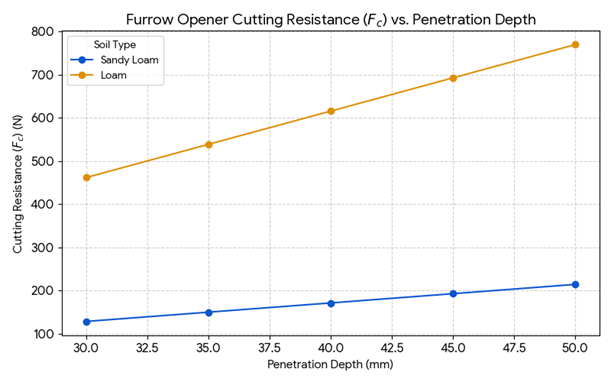 Furrow Opener Cutting Resistance (F_c) vs. Penetration Depth
800
700
600
500
400
300
200
100
Cutting Resistance (F_c) (N)
Soil Type
Sandy Loam
Loam
30.0 32.5 35.0 37.5 40.0 42.5 45.0 47.5 50.0
Penetration Depth (mm)